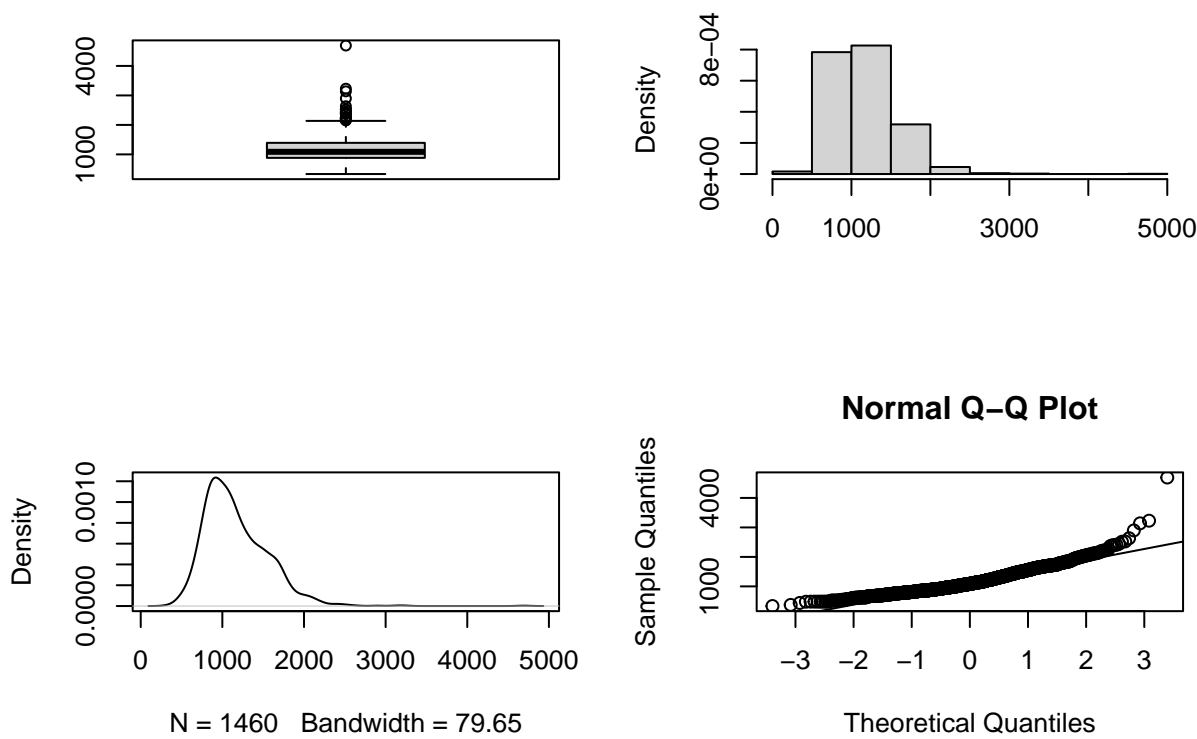 1000 4000
Density
0e+00 8e−04
0 1000 3000 5000
Density
0.0000 0.0010
0 1000 2000 3000 4000 5000
N = 1460 Bandwidth = 79.65
Normal Q−Q Plot
Sample Quantiles
1000 4000
−3 −2 −1 0 1 2 3
Theoretical Quantiles